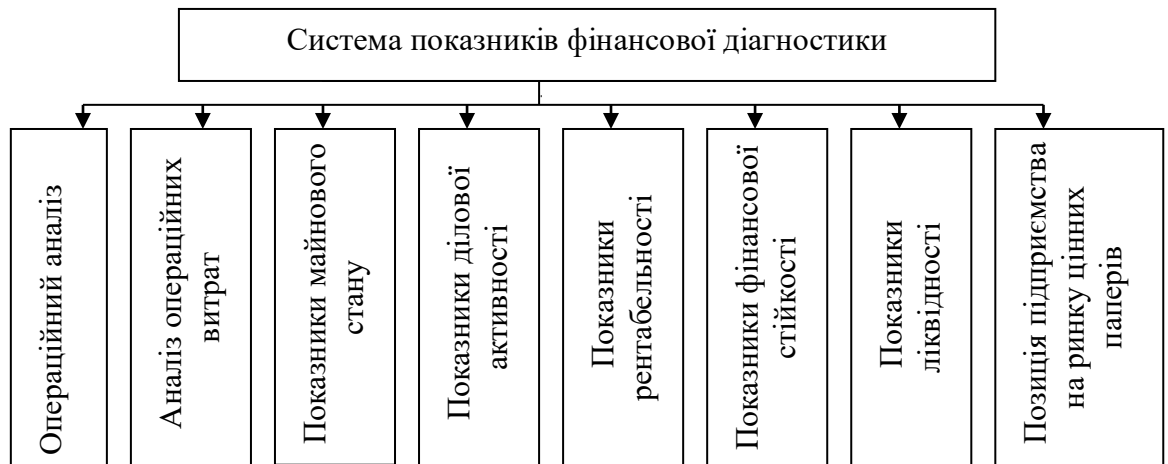 Система показників фінансової діагностики
Операційний аналіз
Аналіз операційних
витрат
Показники майнового
стану
Показники ділової
активності
Показники
рентабельності
Показники фінансової
стійкості
Показники
ліквідності
Позиція підприємства
на ринку цінних
паперів